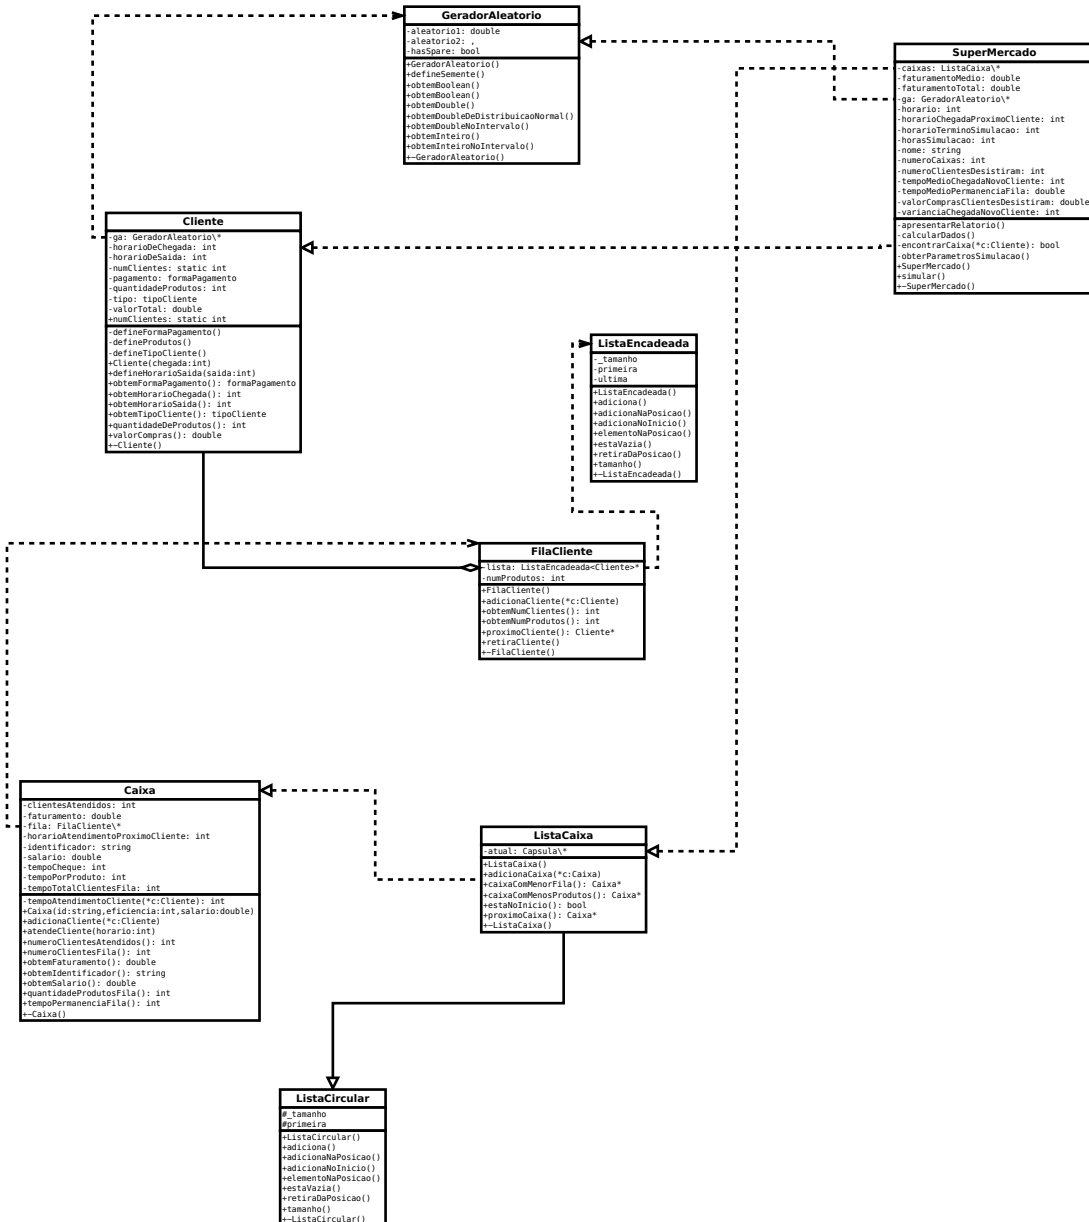 GeradorAleatorio
-aleatorio1: double
-aleatorio2: ,
-hasSpare: bool
+GeradorAleatorio()
+defineSemente()
+obtemBoolean()
+obtemBoolean()
+obtemDouble()
+obtemDoubleDeDistribuicaoNormal()
+obtemDoubleNoIntervalo()
+obtemInteiro()
+obtemInteiroNoIntervalo()
+~GeradorAleatorio()
SuperMercado
-caixas: ListaCaixa\*
-faturamentoMedio: double
-faturamentoTotal: double
-ga: GeradorAleatorio\*
-horario: int
-horarioChegadaProximoCliente: int
-horarioTerminoSimulacao: int
-horasSimulacao: int
-nome: string
-numeroCaixas: int
-numeroClientesDesistiram: int
-tempoMedioChegadaNovoCliente: int
-tempoMedioPermanenciaFila: double
-valorComprasClientesDesistiram: double
-varianciaChegadaNovoCliente: int
-apresentarRelatorio()
-calcularDados()
-encontrarCaixa(*c:Cliente): bool
-obterParametrosSimulacao()
+SuperMercado()
+simular()
+~SuperMercado()
Cliente
-ga: GeradorAleatorio\*
-horarioDeChegada: int
-horarioDeSaida: int
-numClientes: static int
-pagamento: formaPagamento
-quantidadeProdutos: int
-tipo: tipoCliente
-valorTotal: double
+numClientes: static int
-defineFormaPagamento()
-defineProdutos()
-defineTipoCliente()
+Cliente(chegada:int)
+defineHorarioSaida(saida:int)
+obtemFormaPagamento(): formaPagamento
+obtemHorarioChegada(): int
+obtemHorarioSaida(): int
+obtemTipoCliente(): tipoCliente
+quantidadeDeProdutos(): int
+valorCompras(): double
+~Cliente()
ListaEncadeada
-_tamanho
-primeira
-ultima
+ListaEncadeada()
+adiciona()
+adicionaNaPosicao()
+adicionaNoInicio()
+elementoNaPosicao()
+estaVazia()
+retiraDaPosicao()
+tamanho()
+~ListaEncadeada()
FilaCliente
-lista: ListaEncadeada<Cliente>*
-numProdutos: int
+FilaCliente()
+adicionaCliente(*c:Cliente)
+obtemNumClientes(): int
+obtemNumProdutos(): int
+proximoCliente(): Cliente*
+retiraCliente()
+~FilaCliente()
Caixa
-clientesAtendidos: int
-faturamento: double
-fila: FilaCliente\*
-horarioAtendimentoProximoCliente: int
-identificador: string
-salario: double
-tempoCheque: int
-tempoPorProduto: int
-tempoTotalClientesFila: int
-tempoAtendimentoCliente(*c:Cliente): int
+Caixa(id:string,eficiencia:int,salario:double)
+adicionaCliente(*c:Cliente)
+atendeCliente(horario:int)
+numeroClientesAtendidos(): int
+numeroClientesFila(): int
+obtemFaturamento(): double
+obtemIdentificador(): string
+obtemSalario(): double
+quantidadeProdutosFila(): int
+tempoPermanenciaFila(): int
+~Caixa()
ListaCaixa
-atual: Capsula\*
+ListaCaixa()
+adicionaCaixa(*c:Caixa)
+caixaComMenorFila(): Caixa*
+caixaComMenosProdutos(): Caixa*
+estaNoInicio(): bool
+proximoCaixa(): Caixa*
+~ListaCaixa()
ListaCircular
#_tamanho
#primeira
+ListaCircular()
+adiciona()
+adicionaNaPosicao()
+adicionaNoInicio()
+elementoNaPosicao()
+estaVazia()
+retiraDaPosicao()
+tamanho()
+~ListaCircular()